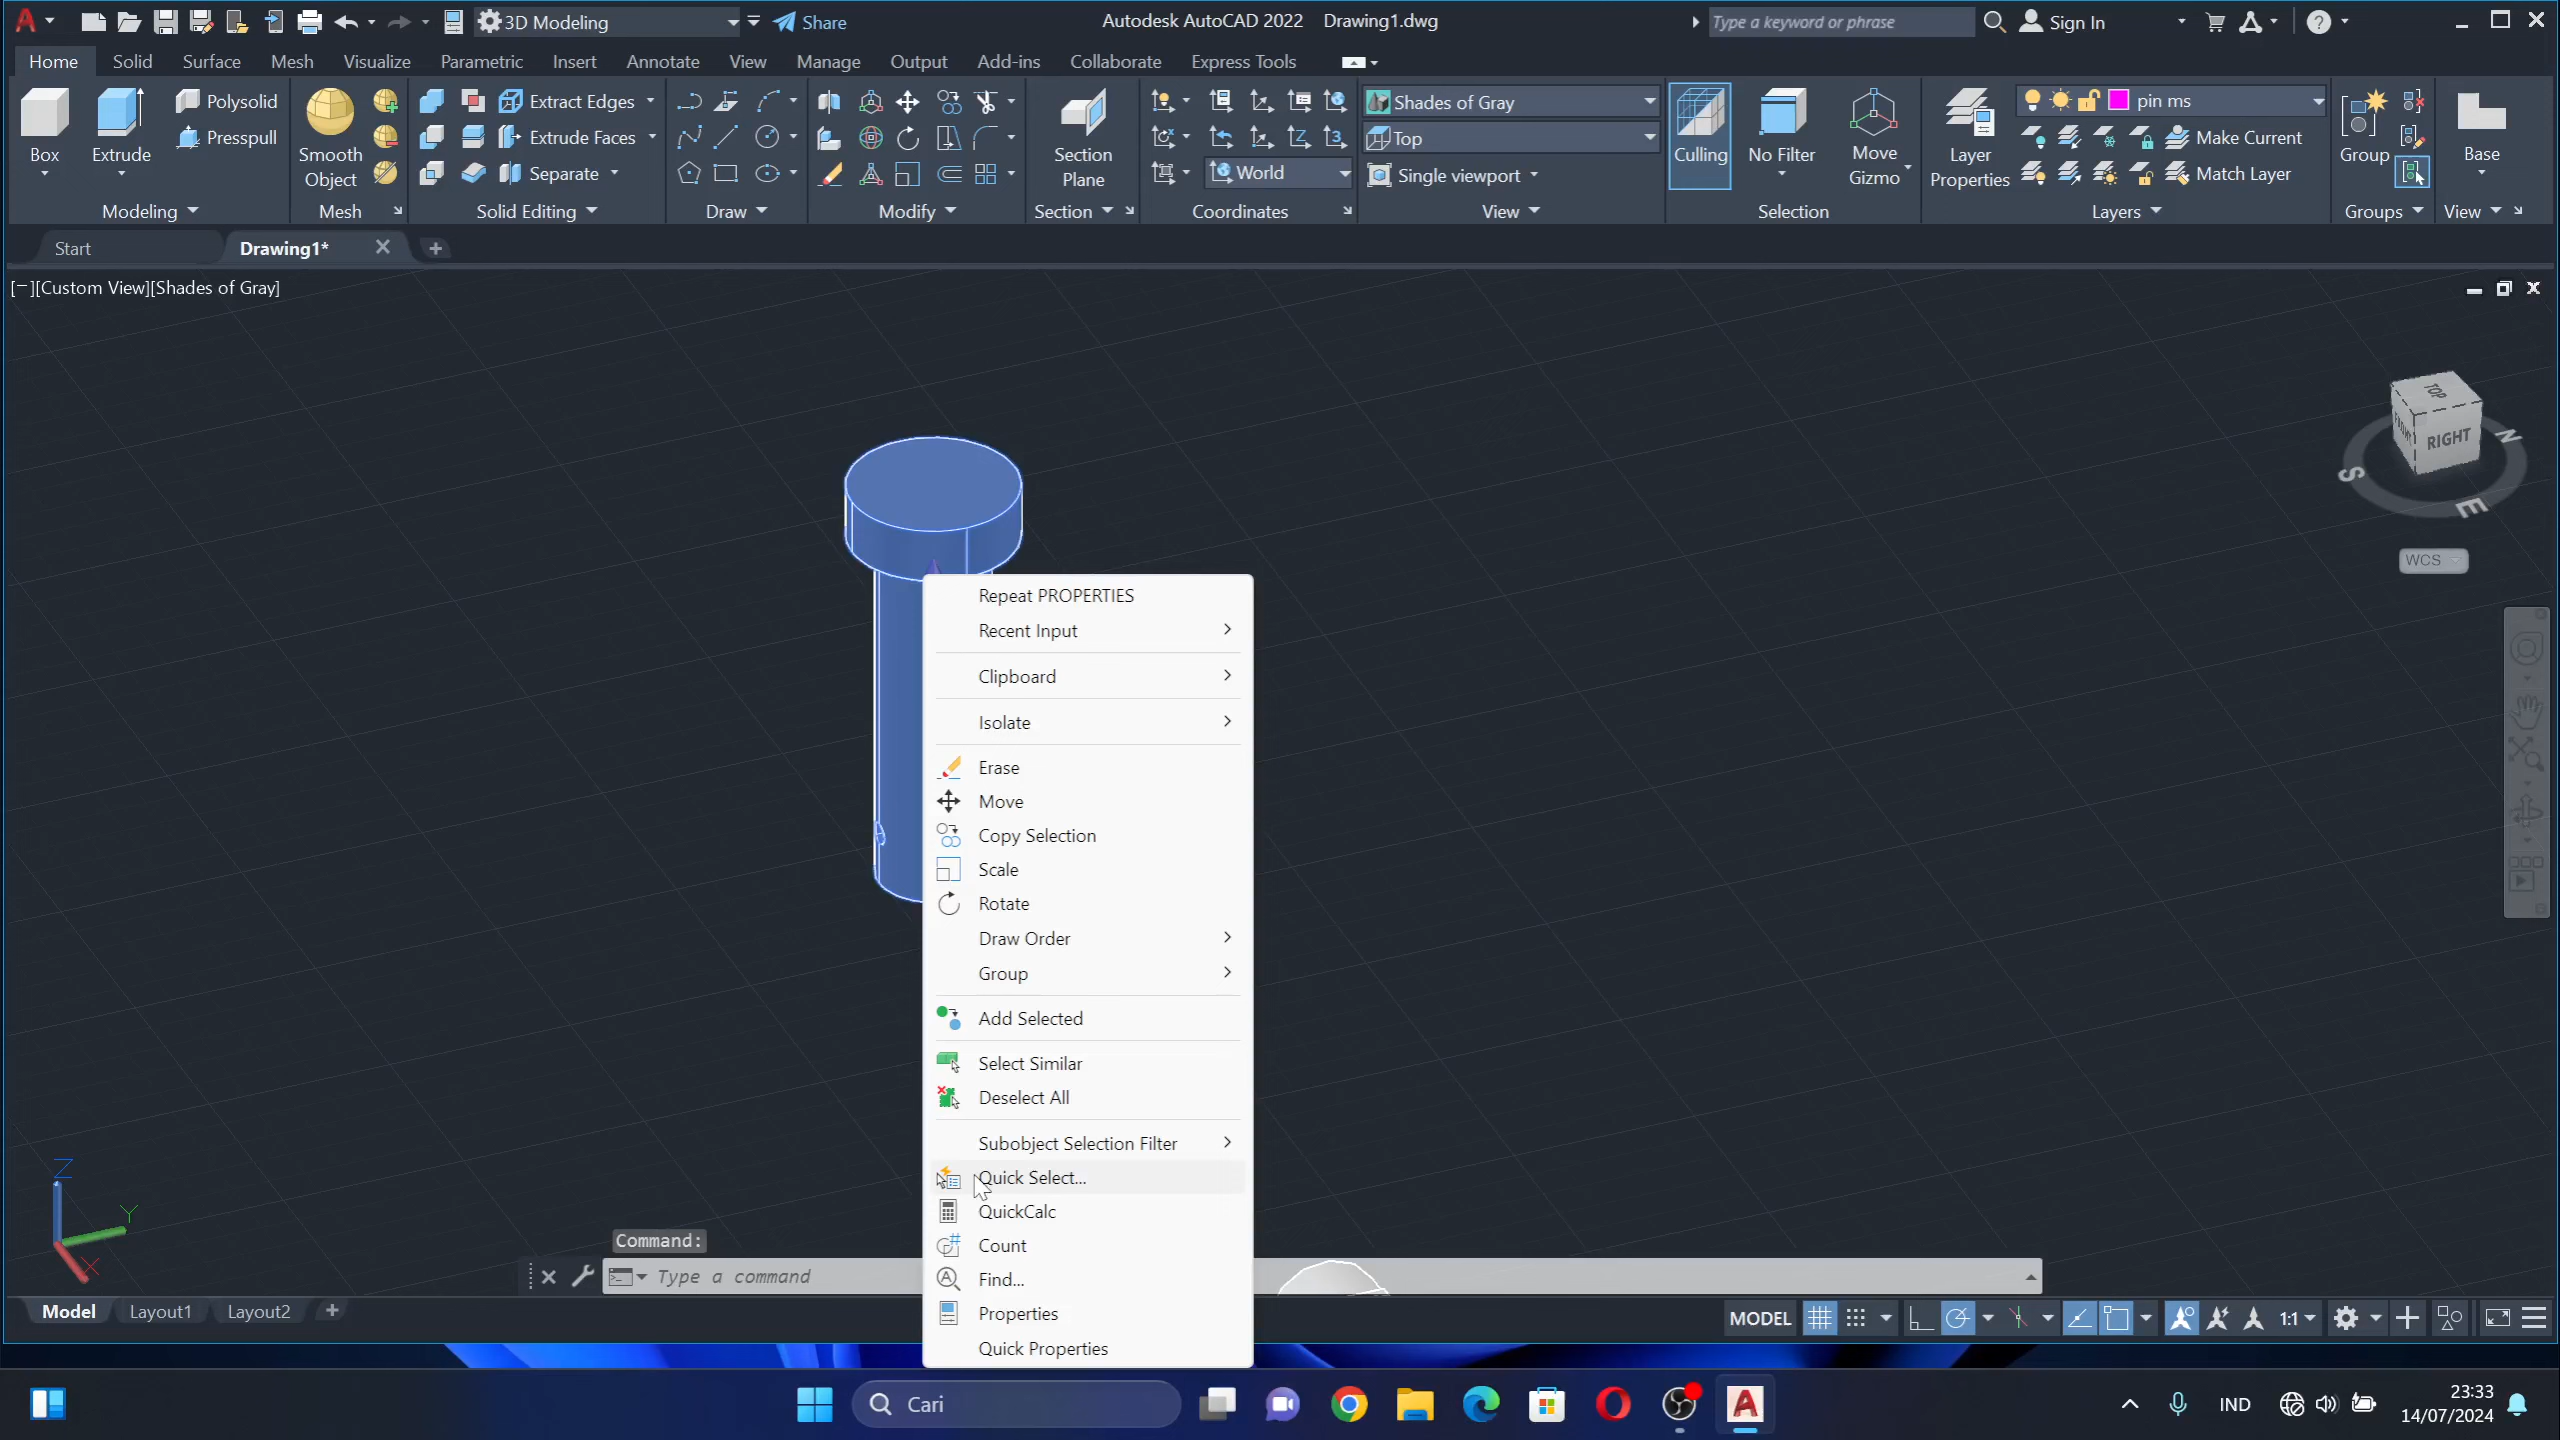 3D Modeling
Share
Autodesk AutoCAD 2022 Drawing1.dwg
Type a keyword or phrase
Sign In
Home Solid Surface Mesh Visualize Parametric Insert Annotate View Manage Output Add-ins Collaborate Express Tools
Box
Extrude
Polysolid
Presspull
Modeling
Smooth Object
Mesh
Extract Edges
Extrude Faces
Separate
Solid Editing
Draw
Modify
Section Plane
Section
World
Coordinates
Shades of Gray
Top
Single viewport
View
Culling
No Filter
Move Gizmo
Selection
Layer Properties
pin ms
Make Current
Match Layer
Layers
Group
Groups
Base
View
Start
Drawing1*
[−][Custom View][Shades of Gray]
TOP
RIGHT
S
E
N
WCS
Repeat PROPERTIES
Recent Input
Clipboard
Isolate
Erase
Move
Copy Selection
Scale
Rotate
Draw Order
Group
Add Selected
Select Similar
Deselect All
Subobject Selection Filter
Quick Select...
QuickCalc
Count
Find...
Properties
Quick Properties
Z
Y
X
Command:
Type a command
Model Layout1 Layout2
MODEL
1:1
Cari
IND
23:33
14/07/2024